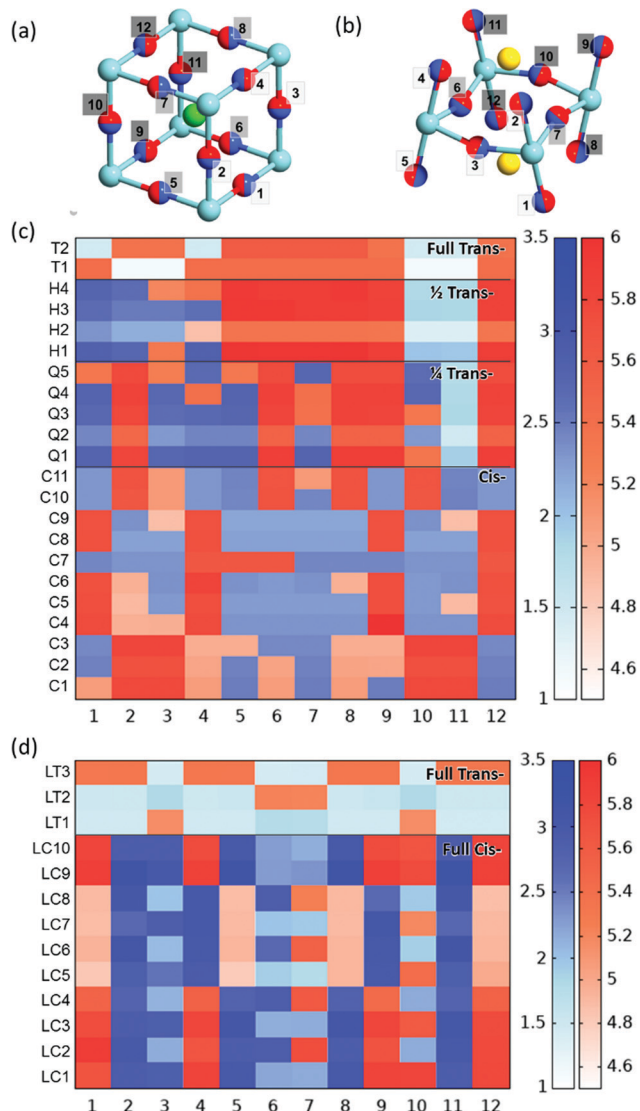 (a)
12
8
11
4
7
3
10
9
6
2
5
1
(b)
11
9
4
10
6
12
2
7
5
3
8
1
(c)
T2
T1
H4
H3
H2
H1
Q5
Q4
Q3
Q2
Q1
C11
C10
C9
C8
C7
C6
C5
C4
C3
C2
C1
Full Trans-
½ Trans-
¼ Trans-
Cis-
1 2 3 4 5 6 7 8 9 10 11 12
3.5
3
2.5
2
1.5
1
6
5.8
5.6
5.4
5.2
5
4.8
4.6
(d)
LT3
LT2
LT1
LC10
LC9
LC8
LC7
LC6
LC5
LC4
LC3
LC2
LC1
Full Trans-
Full Cis-
1 2 3 4 5 6 7 8 9 10 11 12
3.5
3
2.5
2
1.5
1
6
5.8
5.6
5.4
5.2
5
4.8
4.6